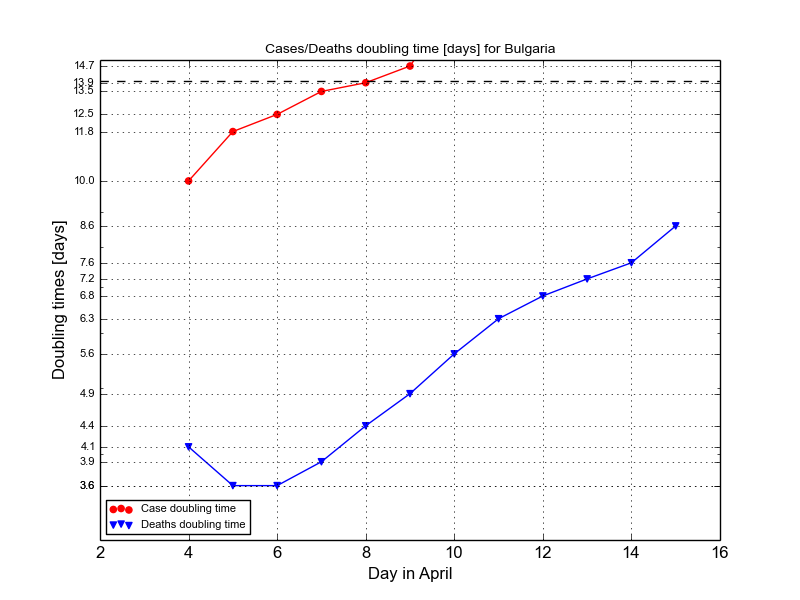 Cases/Deaths doubling time [days] for Bulgaria
Doubling times [days]
14.7
13.9
13.5
12.5
11.8
10.0
8.6
7.6
7.2
6.8
6.3
5.6
4.9
4.4
4.1
3.9
3.6
Case doubling time
Deaths doubling time
2 4 6 8 10 12 14 16
Day in April